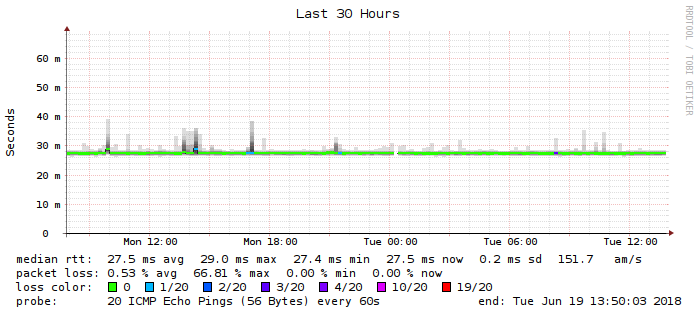 Last 30 Hours
RRDTOOL / TOBI OETIKER
Seconds
60 m
50 m
40 m
30 m
20 m
10 m
0
Mon 12:00 Mon 18:00 Tue 00:00 Tue 06:00 Tue 12:00
median rtt: 27.5 ms avg 29.0 ms max 27.4 ms min 27.5 ms now 0.2 ms sd 151.7 am/s
packet loss: 0.53 % avg 66.81 % max 0.00 % min 0.00 % now
loss color: 0 1/20 2/20 3/20 4/20 10/20 19/20
probe: 20 ICMP Echo Pings (56 Bytes) every 60s end: Tue Jun 19 13:50:03 2018